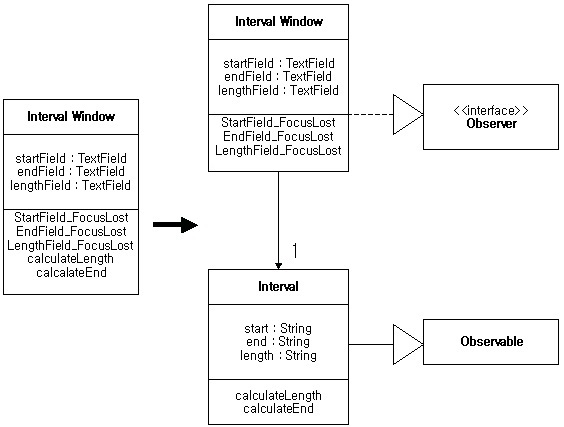 Interval Window
startField : TextField
endField : TextField
lengthField : TextField
StartField_FocusLost
EndField_FocusLost
LengthField_FocusLost
calculateLength
calcalateEnd
Interval Window
startField : TextField
endField : TextField
lengthField : TextField
StartField_FocusLost
EndField_FocusLost
LengthField_FocusLost
<<interface>>
Observer
1
Interval
start : String
end : String
length : String
calculateLength
calculateEnd
Observable